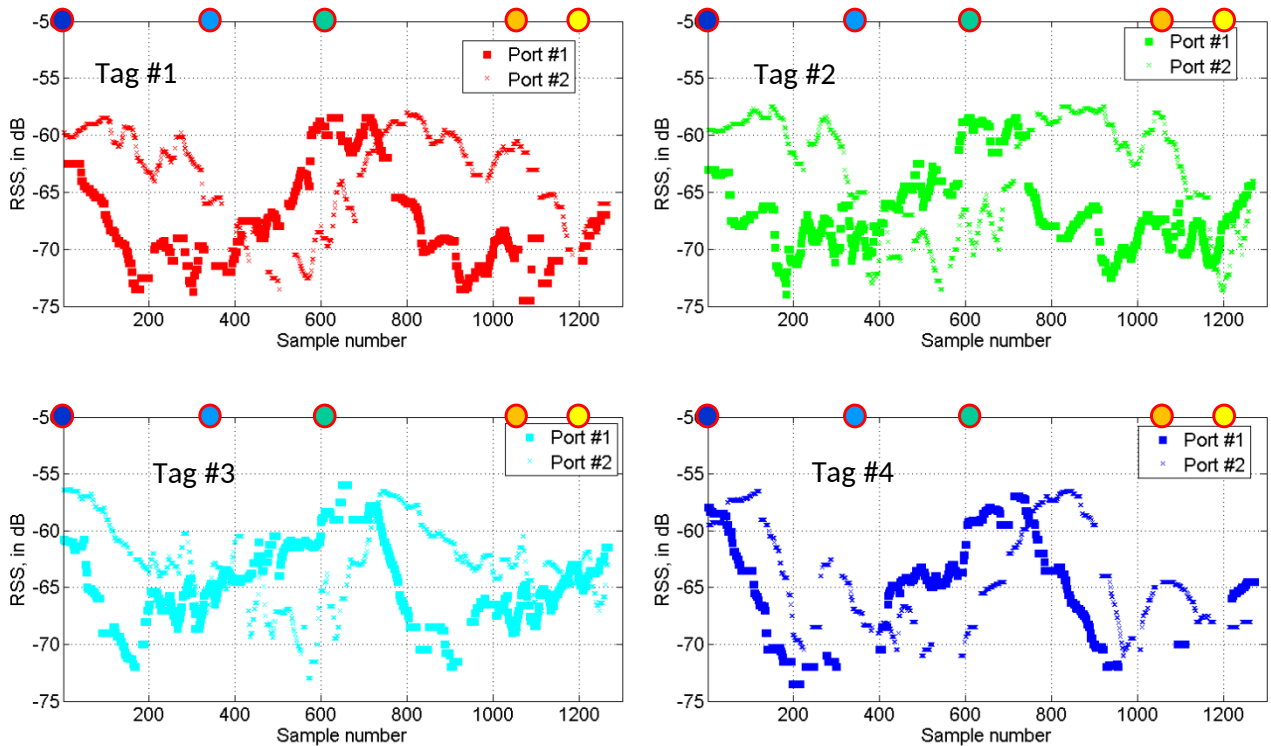 -5
Port #1
Port #2
Tag #1
-55
-60
-65
-70
-75
RSS, in dB
200 400 600 800 1000 1200
Sample number
-5
Port #1
Port #2
Tag #2
-55
-60
-65
-70
-75
RSS, in dB
200 400 600 800 1000 1200
Sample number
-5
Port #1
Port #2
Tag #3
-55
-60
-65
-70
-75
RSS, in dB
200 400 600 800 1000 1200
Sample number
-5
Port #1
Port #2
Tag #4
-55
-60
-65
-70
-75
RSS, in dB
200 400 600 800 1000 1200
Sample number